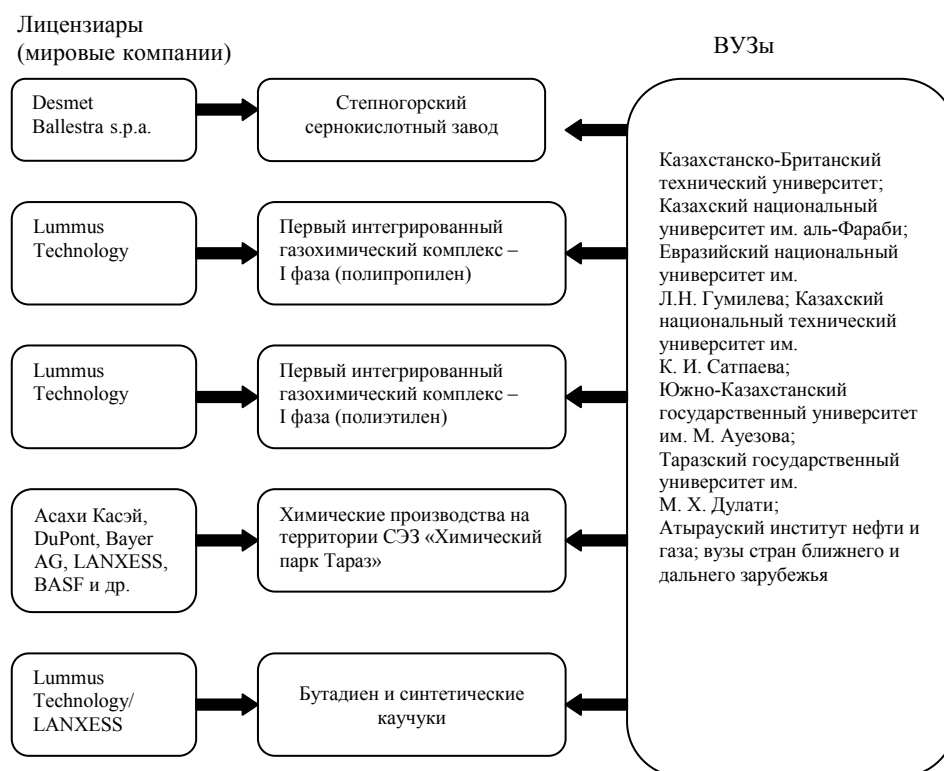 Лицензиары
(мировые компании)
ВУЗы
Desmet
Ballestra s.p.a.
Степногорский
сернокислотный завод
Lummus
Technology
Первый интегрированный
газохимический комплекс –
I фаза (полипропилен)
Lummus
Technology
Первый интегрированный
газохимический комплекс –
I фаза (полиэтилен)
Асахи Касэй,
DuPont, Bayer
AG, LANXESS,
BASF и др.
Химические производства на
территории СЭЗ «Химический
парк Тараз»
Lummus
Technology/
LANXESS
Бутадиен и синтетические
каучуки
Казахстанско-Британский
технический университет;
Казахский национальный
университет им. аль-Фараби;
Евразийский национальный
университет им.
Л.Н. Гумилева; Казахский
национальный технический
университет им.
К. И. Сатпаева;
Южно-Казахстанский
государственный университет
им. М. Ауезова;
Таразский государственный
университет им.
М. Х. Дулати;
Атырауский институт нефти и
газа; вузы стран ближнего и
дальнего зарубежья